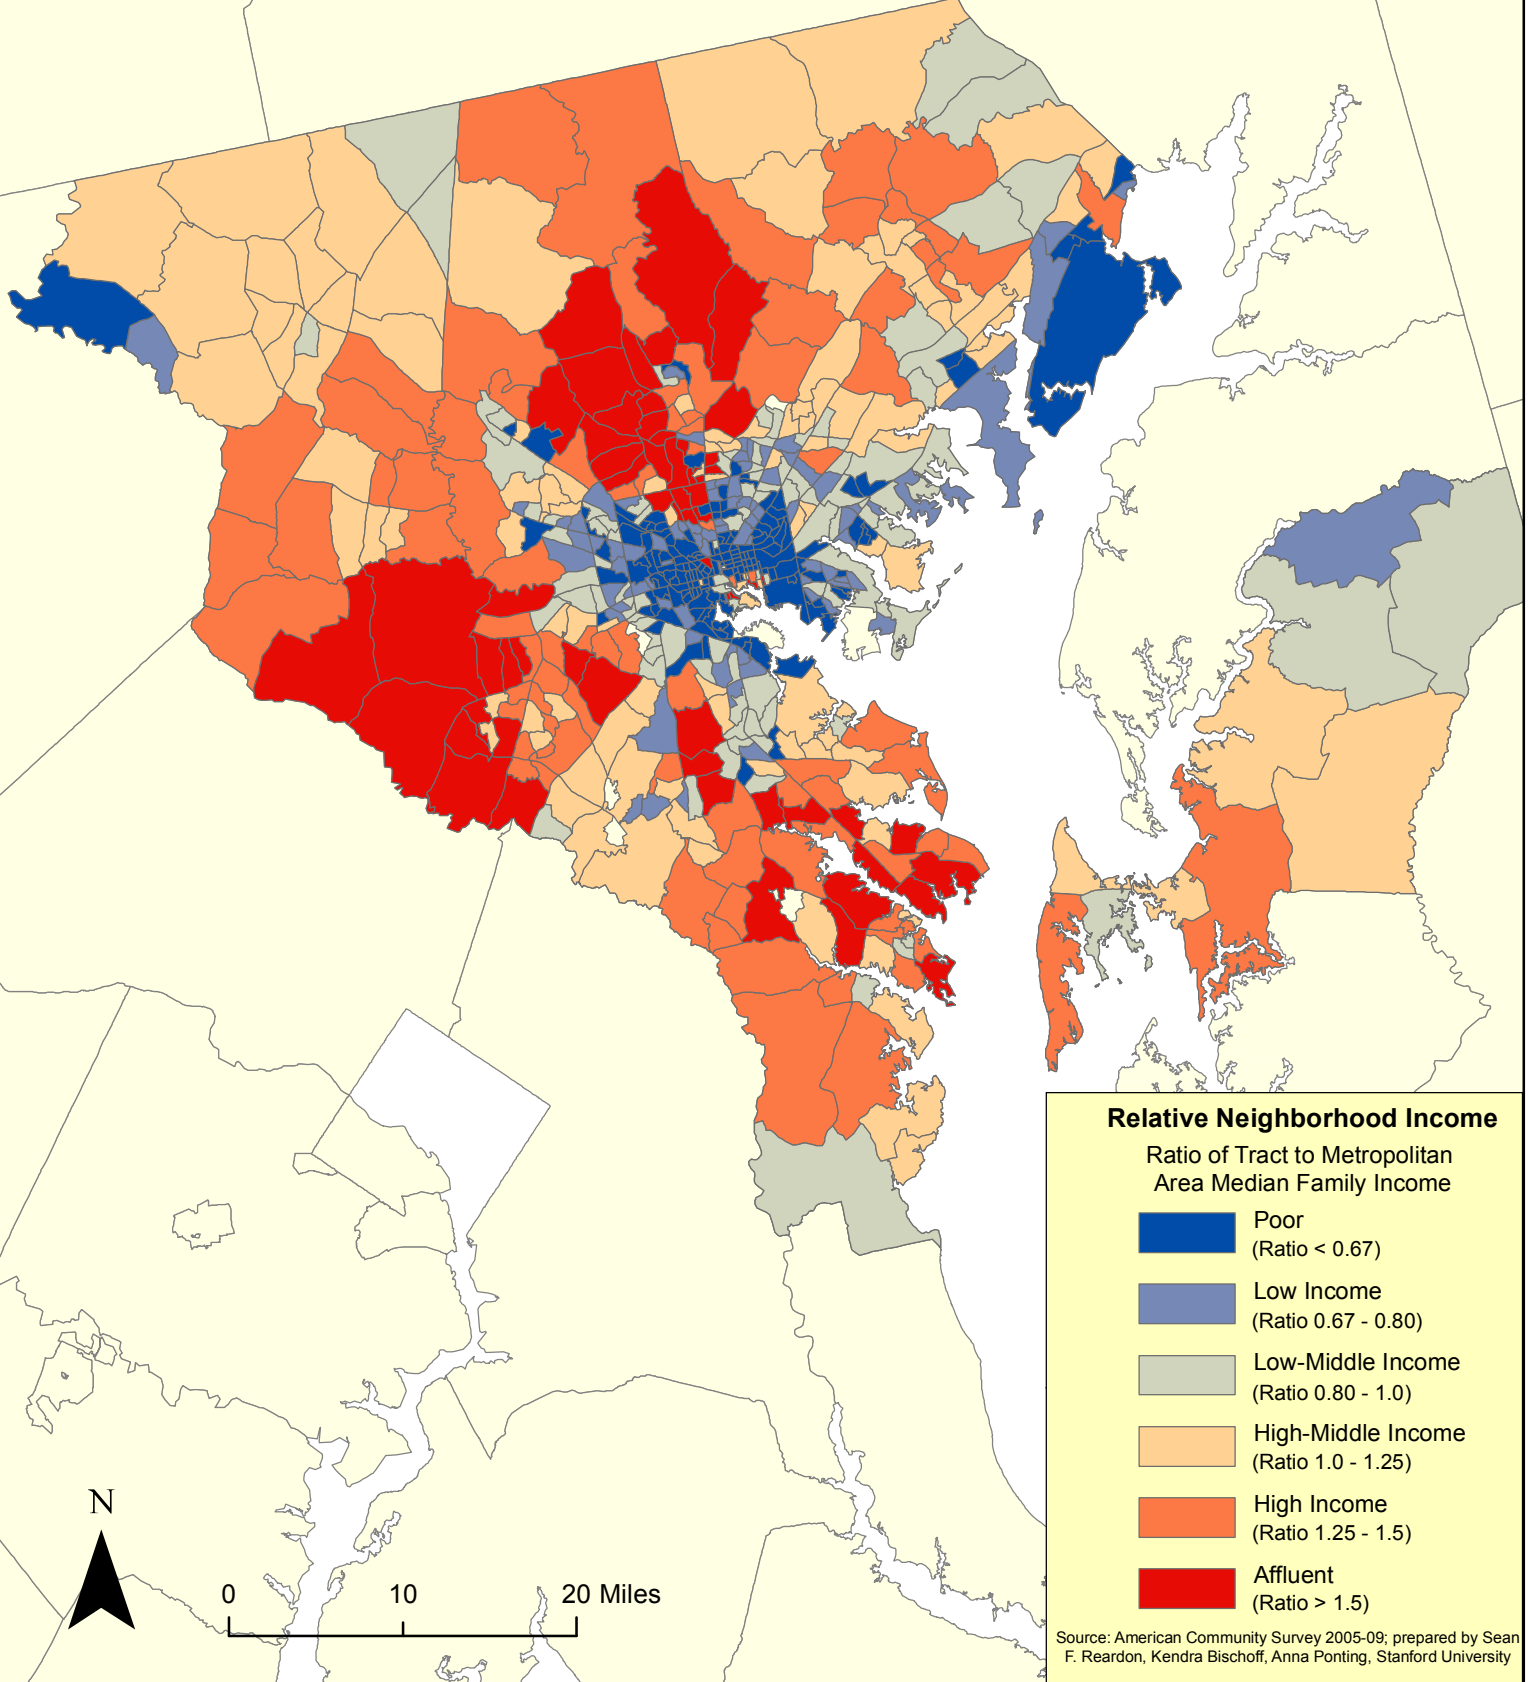 Relative Neighborhood Income
Ratio of Tract to Metropolitan
Area Median Family Income
Poor
(Ratio < 0.67)
Low Income
(Ratio 0.67 - 0.80)
Low-Middle Income
(Ratio 0.80 - 1.0)
High-Middle Income
(Ratio 1.0 - 1.25)
High Income
(Ratio 1.25 - 1.5)
Affluent
(Ratio > 1.5)
Source: American Community Survey 2005-09; prepared by Sean
F. Reardon, Kendra Bischoff, Anna Ponting, Stanford University
N
0 10 20 Miles